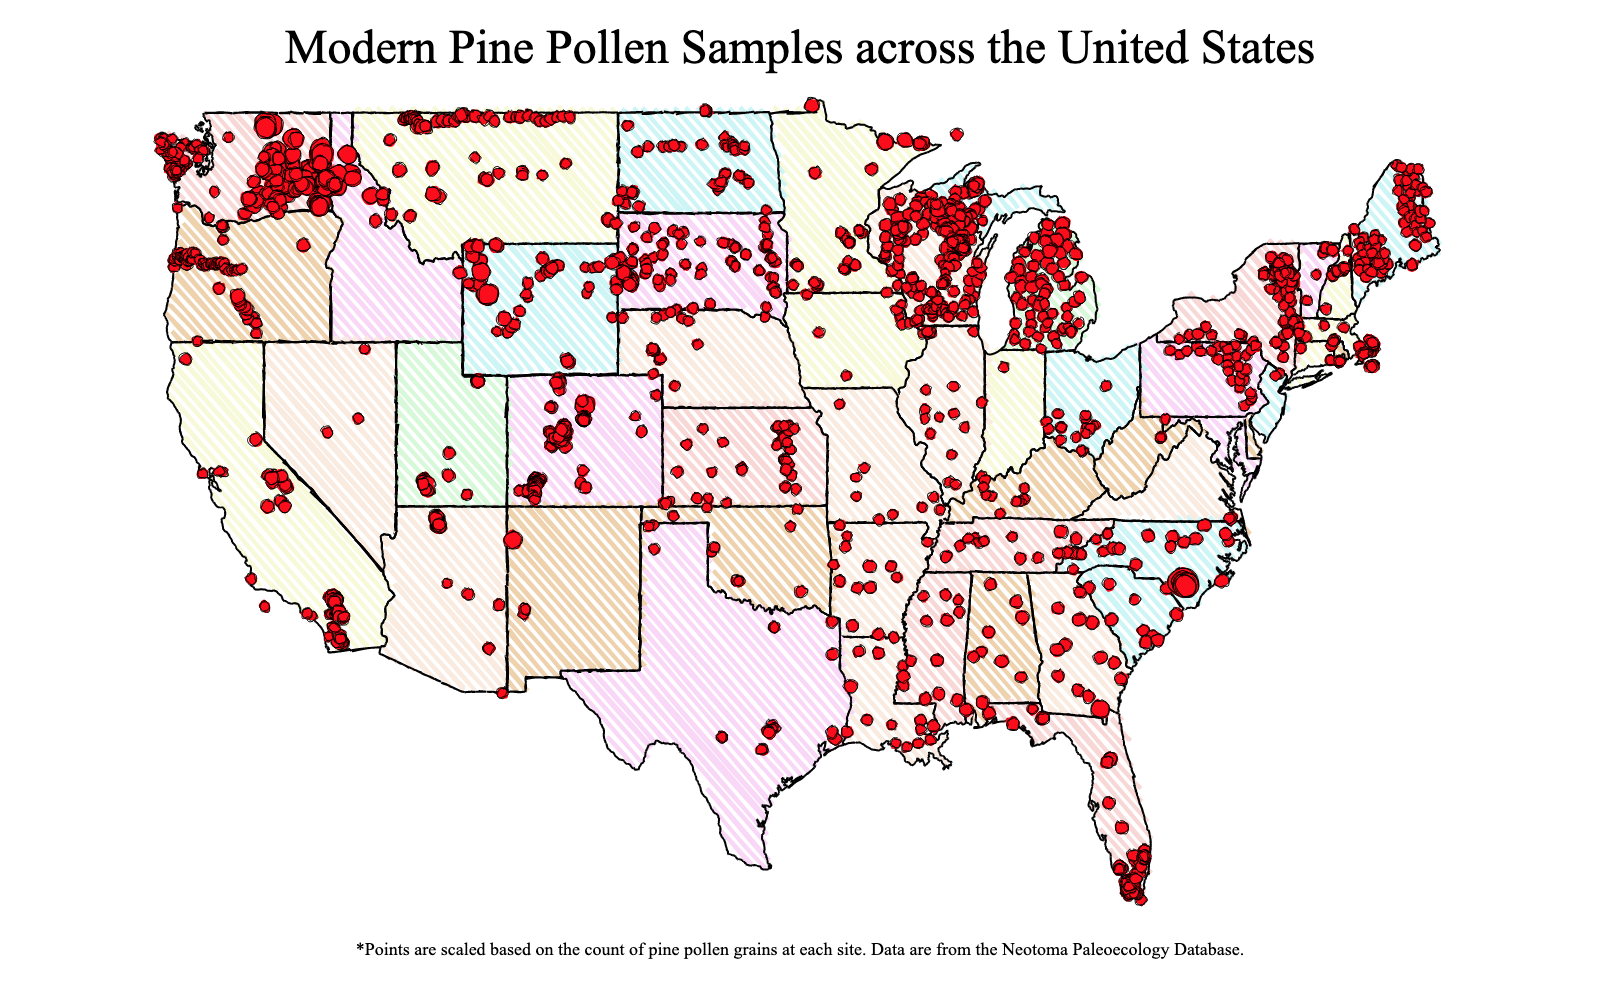 Modern Pine Pollen Samples across the United States
*Points are scaled based on the count of pine pollen grains at each site. Data are from the Neotoma Paleoecology Database.